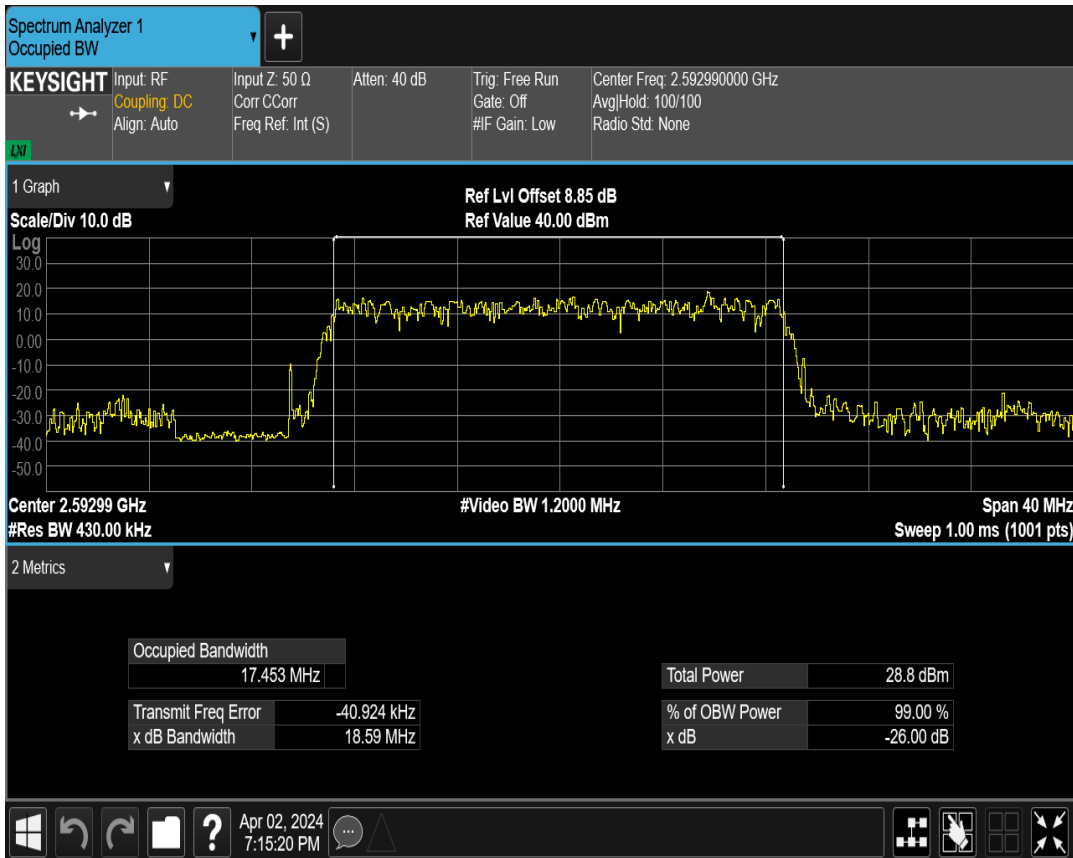 Spectrum Analyzer 1
Occupied BW
+
KEYSIGHT
LXI
Input: RF
Coupling: DC
Align: Auto
Input Z: 50 Ω
Corr CCorr
Freq Ref: Int (S)
Atten: 40 dB
Trig: Free Run
Gate: Off
#IF Gain: Low
Center Freq: 2.592990000 GHz
Avg|Hold: 100/100
Radio Std: None
1 Graph
Scale/Div 10.0 dB
Ref Lvl Offset 8.85 dB
Ref Value 40.00 dBm
Log
30.0
20.0
10.0
0.00
-10.0
-20.0
-30.0
-40.0
-50.0
Center 2.59299 GHz
#Video BW 1.2000 MHz
Span 40 MHz
#Res BW 430.00 kHz
Sweep 1.00 ms (1001 pts)
2 Metrics
Occupied Bandwidth
17.453 MHz
Total Power 28.8 dBm
Transmit Freq Error -40.924 kHz
% of OBW Power 99.00 %
x dB Bandwidth 18.59 MHz
x dB -26.00 dB
?
Apr 02, 2024
7:15:20 PM